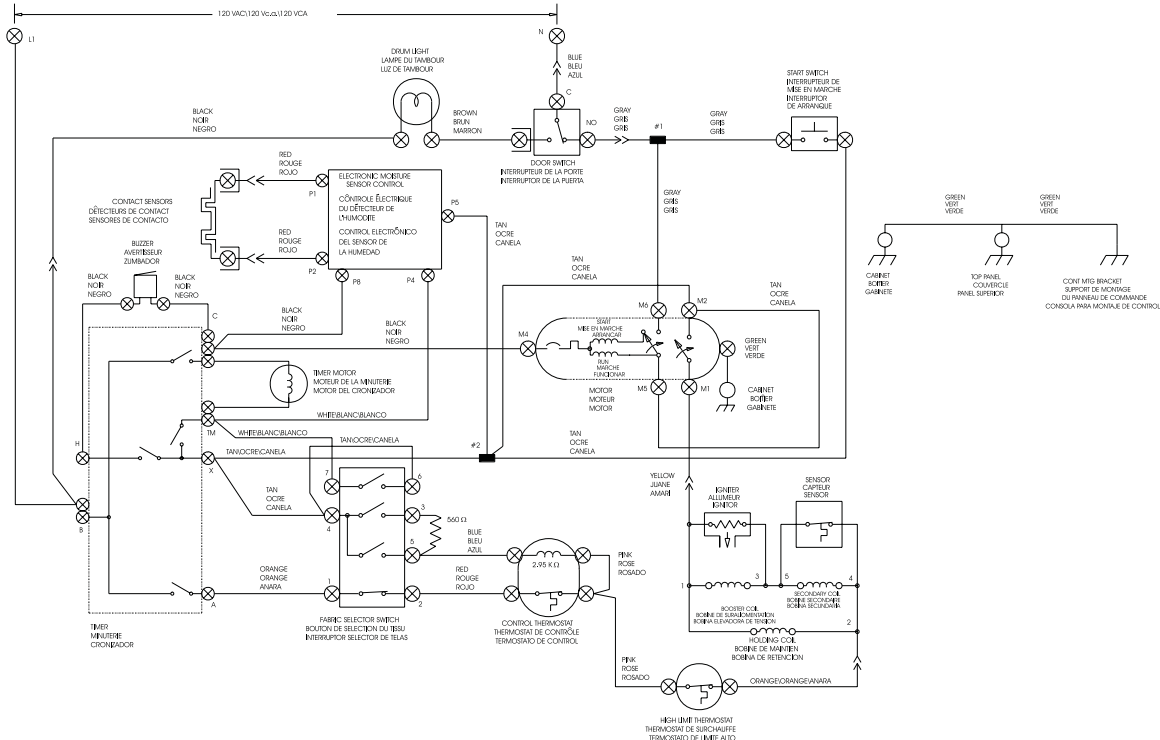 120 VAC\120 Vc.a.\120 VCA
L1
N
DRUM LIGHT
LAMPE DU TAMBOUR
LUZ DE TAMBOUR
BLUE
BLEU
AZUL
C
START SWITCH
INTERRUPTEUR DE
MISE EN MARCHE
INTERRUPTOR
DE ARRANQUE
BLACK
NOIR
NEGRO
BROWN
BRUN
MARRON
NO
GRAY
GRIS
GRIS
#1
GRAY
GRIS
GRIS
DOOR SWITCH
INTERRUPTEUR DE LA PORTE
INTERRUPTOR DE LA PUERTA
RED
ROUGE
ROJO
P1
ELECTRONIC MOISTURE
SENSOR CONTROL
CÔNTROLE ÉLECTRIQUE
DU DÉTECTEUR DE
L'HUMIDITE
CONTROL ELECTRÔNICO
DEL SENSOR DE
LA HUMEDAD
P5
CONTACT SENSORS
DÉTECTEURS DE CONTACT
SENSORES DE CONTACTO
RED
ROUGE
ROJO
P2
P8
P4
TAN
OCRE
CANELA
GRAY
GRIS
GRIS
GREEN
VERT
VERDE
GREEN
VERT
VERDE
CABINET
BOITIER
GABINETE
TOP PANEL
COUVERCLE
PANEL SUPERIOR
CONT MTG BRACKET
SUPPORT DE MONTAGE
DU PANNEAU DE COMMANDE
CONSOLA PARA MONTAJE DE CONTROL
BUZZER
AVERTISSEUR
ZUMBADOR
BLACK
NOIR
NEGRO
BLACK
NOIR
NEGRO
C
BLACK
NOIR
NEGRO
BLACK
NOIR
NEGRO
TAN
OCRE
CANELA
TAN
OCRE
CANELA
M6
M2
M4
START
MISE EN MARCHE
ARRANCAR
RUN
MARCHE
FUNCIONAR
GREEN
VERT
VERDE
M5
M1
MOTOR
MOTEUR
MOTOR
CABINET
BOITIER
GABINETE
TIMER MOTOR
MOTEUR DE LA MINUTERIE
MOTOR DEL CRONIZADOR
WHITE\BLANC\BLANCO
TM
WHITE\BLANC\BLANCO
TAN\OCRE\CANELA
H
TAN\OCRE\CANELA
X
#2
TAN
OCRE
CANELA
7
6
TAN
OCRE
CANELA
4
3
560 Ω
5
BLUE
BLEU
AZUL
B
YELLOW
JUANE
AMARI
IGNITER
ALLUMEUR
IGNITOR
SENSOR
CAPTEUR
SENSOR
2.95 K Ω
PINK
ROSE
ROSADO
ORANGE
ORANGE
ANARA
1
A
RED
ROUGE
ROJO
2
1
3
5
4
SECONDARY COIL
BOBINE SECONDAIRE
BOBINA SECUNDARIA
BOOSTER COIL
BOBINE DE SURALIOMENTATION
BOBINA ELEVADORA DE TENSION
2
HOLDING COIL
BOBINE DE MAINTIEN
BOBINA DE RETENCION
TIMER
MINUTERIE
CRONIZADOR
FABRIC SELECTOR SWITCH
BOUTON DE SELECTION DU TISSU
INTERRUPTOR SELECTOR DE TELAS
CONTROL THERMOSTAT
THERMOSTAT DE CONTRÔLE
TERMOSTATO DE CONTROL
PINK
ROSE
ROSADO
ORANGE\ORANGE\ANARA
HIGH LIMIT THERMOSTAT
THERMOSTAT DE SURCHAUFFE
TERMOSTATO DE LIMITE ALTO